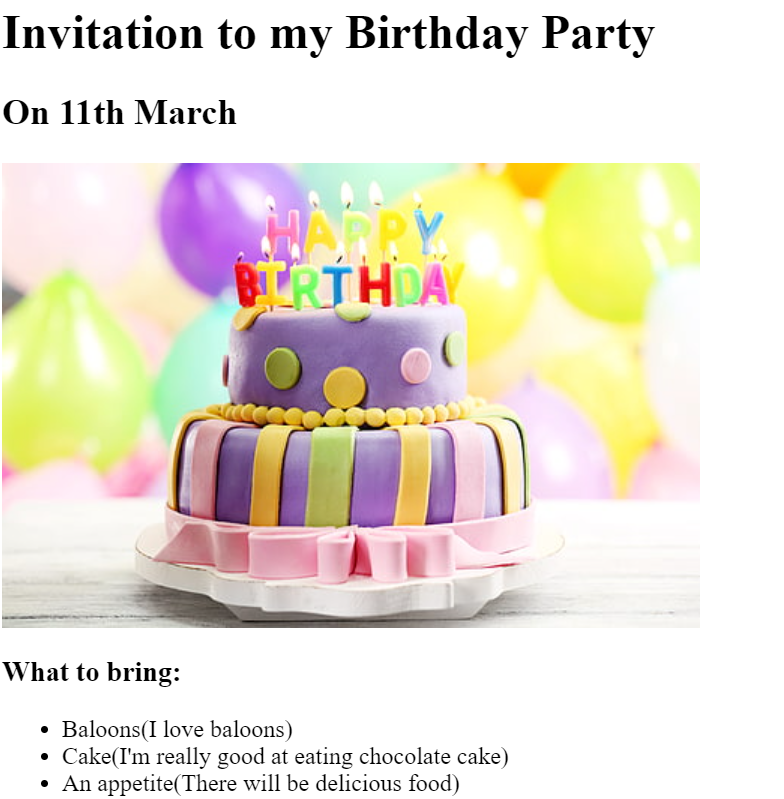 Invitation to my Birthday Party
On 11th March
HAPPY
BIRTHDAY
What to bring:
Baloons(I love baloons)
Cake(I'm really good at eating chocolate cake)
An appetite(There will be delicious food)